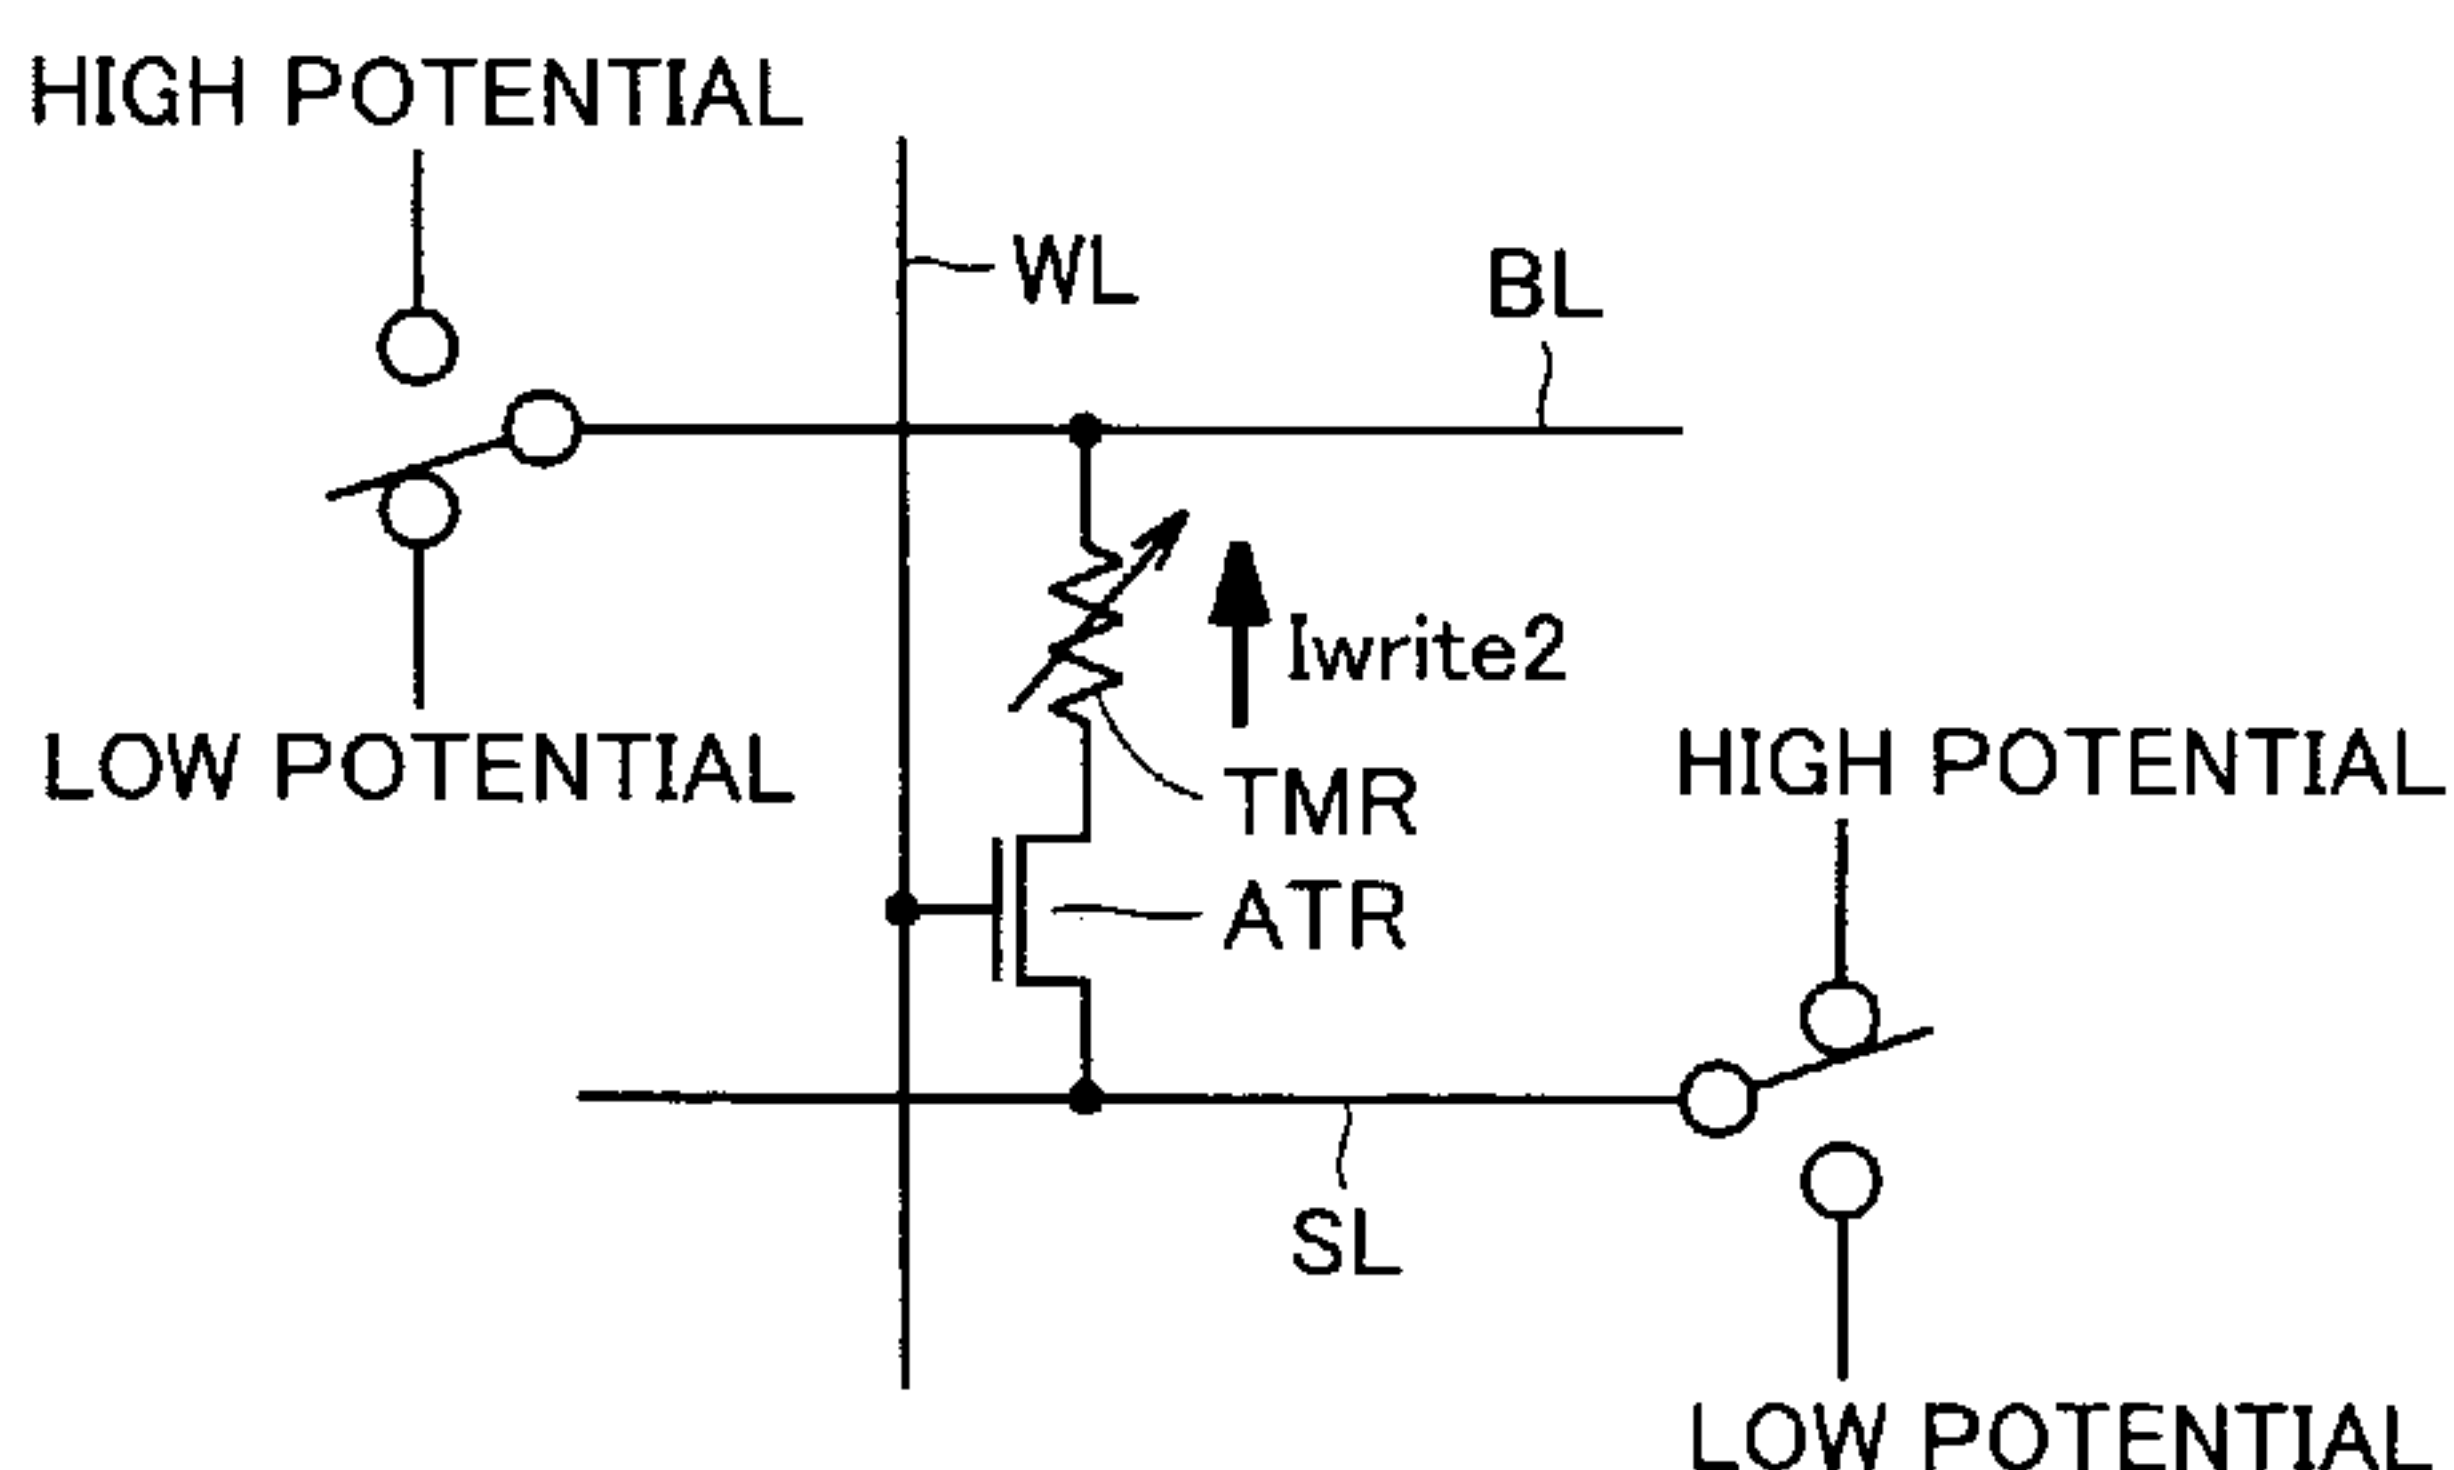 HIGH POTENTIAL
WL
BL
Iwrite2
LOW POTENTIAL
HIGH POTENTIAL
TMR
ATR
SL
LOW POTENTIAL